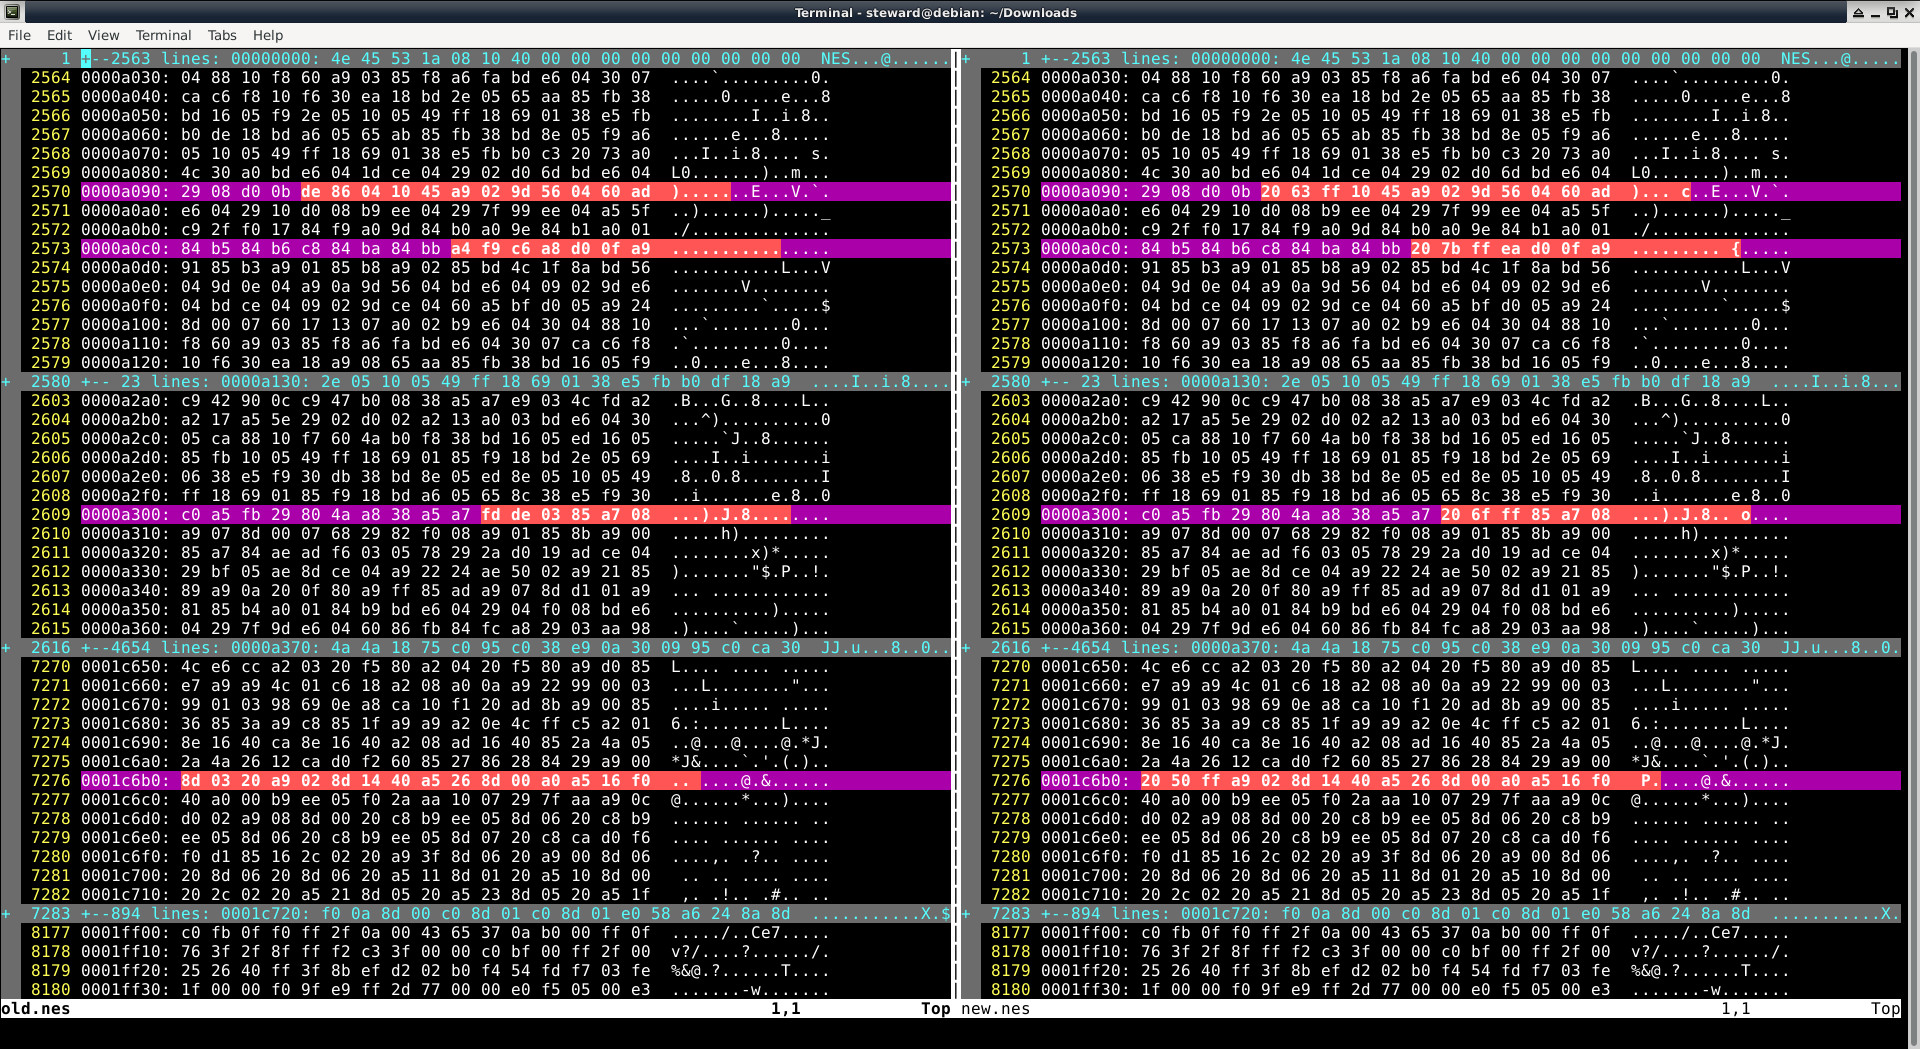 Terminal - steward@debian: ~/Downloads
File Edit View Terminal Tabs Help
+ 1 +--2563 lines: 00000000: 4e 45 53 1a 08 10 40 00 00 00 00 00 00 00 00 00  NES...@......
2564 0000a030: 04 88 10 f8 60 a9 03 85 f8 a6 fa bd e6 04 30 07  ....`.........0.
2565 0000a040: ca c6 f8 10 f6 30 ea 18 bd 2e 05 65 aa 85 fb 38  .....0.....e...8
2566 0000a050: bd 16 05 f9 2e 05 10 05 49 ff 18 69 01 38 e5 fb  ........I..i.8..
2567 0000a060: b0 de 18 bd a6 05 65 ab 85 fb 38 bd 8e 05 f9 a6  ......e...8.....
2568 0000a070: 05 10 05 49 ff 18 69 01 38 e5 fb b0 c3 20 73 a0  ...I..i.8.... s.
2569 0000a080: 4c 30 a0 bd e6 04 1d ce 04 29 02 d0 6d bd e6 04  L0.......)..m...
2570 0000a090: 29 08 d0 0b de 86 04 10 45 a9 02 9d 56 04 60 ad  ).......E...V.`.
2571 0000a0a0: e6 04 29 10 d0 08 b9 ee 04 29 7f 99 ee 04 a5 5f  ..)......)....._
2572 0000a0b0: c9 2f f0 17 84 f9 a0 9d 84 b0 a0 9e 84 b1 a0 01  ./..............
2573 0000a0c0: 84 b5 84 b6 c8 84 ba 84 bb a4 f9 c6 a8 d0 0f a9  ................
2574 0000a0d0: 91 85 b3 a9 01 85 b8 a9 02 85 bd 4c 1f 8a bd 56  ...........L...V
2575 0000a0e0: 04 9d 0e 04 a9 0a 9d 56 04 bd e6 04 09 02 9d e6  .......V........
2576 0000a0f0: 04 bd ce 04 09 02 9d ce 04 60 a5 bf d0 05 a9 24  .........`.....$
2577 0000a100: 8d 00 07 60 17 13 07 a0 02 b9 e6 04 30 04 88 10  ...`........0...
2578 0000a110: f8 60 a9 03 85 f8 a6 fa bd e6 04 30 07 ca c6 f8  .`.........0....
2579 0000a120: 10 f6 30 ea 18 a9 08 65 aa 85 fb 38 bd 16 05 f9  ..0....e...8....
+ 2580 +-- 23 lines: 0000a130: 2e 05 10 05 49 ff 18 69 01 38 e5 fb b0 df 18 a9  ....I..i.8....
2603 0000a2a0: c9 42 90 0c c9 47 b0 08 38 a5 a7 e9 03 4c fd a2  .B...G..8....L..
2604 0000a2b0: a2 17 a5 5e 29 02 d0 02 a2 13 a0 03 bd e6 04 30  ...^)..........0
2605 0000a2c0: 05 ca 88 10 f7 60 4a b0 f8 38 bd 16 05 ed 16 05  .....`J..8......
2606 0000a2d0: 85 fb 10 05 49 ff 18 69 01 85 f9 18 bd 2e 05 69  ....I..i.......i
2607 0000a2e0: 06 38 e5 f9 30 db 38 bd 8e 05 ed 8e 05 10 05 49  .8..0.8........I
2608 0000a2f0: ff 18 69 01 85 f9 18 bd a6 05 65 8c 38 e5 f9 30  ..i.......e.8..0
2609 0000a300: c0 a5 fb 29 80 4a a8 38 a5 a7 fd de 03 85 a7 08  ...).J.8........
2610 0000a310: a9 07 8d 00 07 68 29 82 f0 08 a9 01 85 8b a9 00  .....h).........
2611 0000a320: 85 a7 84 ae ad f6 03 05 78 29 2a d0 19 ad ce 04  ........x)*.....
2612 0000a330: 29 bf 05 ae 8d ce 04 a9 22 24 ae 50 02 a9 21 85  )......."$.P..!.
2613 0000a340: 89 a9 0a 20 0f 80 a9 ff 85 ad a9 07 8d d1 01 a9  ... ............
2614 0000a350: 81 85 b4 a0 01 84 b9 bd e6 04 29 04 f0 08 bd e6  ..........).....
2615 0000a360: 04 29 7f 9d e6 04 60 86 fb 84 fc a8 29 03 aa 98  .)....`.....)...
+ 2616 +--4654 lines: 0000a370: 4a 4a 18 75 c0 95 c0 38 e9 0a 30 09 95 c0 ca 30  JJ.u...8..0..
7270 0001c650: 4c e6 cc a2 03 20 f5 80 a2 04 20 f5 80 a9 d0 85  L.... .... .....
7271 0001c660: e7 a9 a9 4c 01 c6 18 a2 08 a0 0a a9 22 99 00 03  ...L........"...
7272 0001c670: 99 01 03 98 69 0e a8 ca 10 f1 20 ad 8b a9 00 85  ....i..... .....
7273 0001c680: 36 85 3a a9 c8 85 1f a9 a9 a2 0e 4c ff c5 a2 01  6.:........L....
7274 0001c690: 8e 16 40 ca 8e 16 40 a2 08 ad 16 40 85 2a 4a 05  ..@...@....@.*J.
7275 0001c6a0: 2a 4a 26 12 ca d0 f2 60 85 27 86 28 84 29 a9 00  *J&....`.'.(.)..
7276 0001c6b0: 8d 03 20 a9 02 8d 14 40 a5 26 8d 00 a0 a5 16 f0  .. ....@.&......
7277 0001c6c0: 40 a0 00 b9 ee 05 f0 2a aa 10 07 29 7f aa a9 0c  @......*...)....
7278 0001c6d0: d0 02 a9 08 8d 00 20 c8 b9 ee 05 8d 06 20 c8 b9  ...... ...... ..
7279 0001c6e0: ee 05 8d 06 20 c8 b9 ee 05 8d 07 20 c8 ca d0 f6  .... ...... ....
7280 0001c6f0: f0 d1 85 16 2c 02 20 a9 3f 8d 06 20 a9 00 8d 06  ....,. .?.. ....
7281 0001c700: 20 8d 06 20 8d 06 20 a5 11 8d 01 20 a5 10 8d 00   .. .. .... ....
7282 0001c710: 20 2c 02 20 a5 21 8d 05 20 a5 23 8d 05 20 a5 1f   ,. .!.. .#.. ..
+ 7283 +--894 lines: 0001c720: f0 0a 8d 00 c0 8d 01 c0 8d 01 e0 58 a6 24 8a 8d  ...........X.$
8177 0001ff00: c0 fb 0f f0 ff 2f 0a 00 43 65 37 0a b0 00 ff 0f  ...../..Ce7.....
8178 0001ff10: 76 3f 2f 8f ff f2 c3 3f 00 00 c0 bf 00 ff 2f 00  v?/....?....../.
8179 0001ff20: 25 26 40 ff 3f 8b ef d2 02 b0 f4 54 fd f7 03 fe  %&@.?......T....
8180 0001ff30: 1f 00 00 f0 9f e9 ff 2d 77 00 00 e0 f5 05 00 e3  .......-w.......
old.nes 1,1 Top
+ 1 +--2563 lines: 00000000: 4e 45 53 1a 08 10 40 00 00 00 00 00 00 00 00 00  NES...@.....
2564 0000a030: 04 88 10 f8 60 a9 03 85 f8 a6 fa bd e6 04 30 07  ....`.........0.
2565 0000a040: ca c6 f8 10 f6 30 ea 18 bd 2e 05 65 aa 85 fb 38  .....0.....e...8
2566 0000a050: bd 16 05 f9 2e 05 10 05 49 ff 18 69 01 38 e5 fb  ........I..i.8..
2567 0000a060: b0 de 18 bd a6 05 65 ab 85 fb 38 bd 8e 05 f9 a6  ......e...8.....
2568 0000a070: 05 10 05 49 ff 18 69 01 38 e5 fb b0 c3 20 73 a0  ...I..i.8.... s.
2569 0000a080: 4c 30 a0 bd e6 04 1d ce 04 29 02 d0 6d bd e6 04  L0.......)..m...
2570 0000a090: 29 08 d0 0b 20 63 ff 10 45 a9 02 9d 56 04 60 ad  )... c..E...V.`.
2571 0000a0a0: e6 04 29 10 d0 08 b9 ee 04 29 7f 99 ee 04 a5 5f  ..)......)....._
2572 0000a0b0: c9 2f f0 17 84 f9 a0 9d 84 b0 a0 9e 84 b1 a0 01  ./..............
2573 0000a0c0: 84 b5 84 b6 c8 84 ba 84 bb 20 7b ff ea d0 0f a9  ......... {.....
2574 0000a0d0: 91 85 b3 a9 01 85 b8 a9 02 85 bd 4c 1f 8a bd 56  ...........L...V
2575 0000a0e0: 04 9d 0e 04 a9 0a 9d 56 04 bd e6 04 09 02 9d e6  .......V........
2576 0000a0f0: 04 bd ce 04 09 02 9d ce 04 60 a5 bf d0 05 a9 24  .........`.....$
2577 0000a100: 8d 00 07 60 17 13 07 a0 02 b9 e6 04 30 04 88 10  ...`........0...
2578 0000a110: f8 60 a9 03 85 f8 a6 fa bd e6 04 30 07 ca c6 f8  .`.........0....
2579 0000a120: 10 f6 30 ea 18 a9 08 65 aa 85 fb 38 bd 16 05 f9  ..0....e...8....
+ 2580 +-- 23 lines: 0000a130: 2e 05 10 05 49 ff 18 69 01 38 e5 fb b0 df 18 a9  ....I..i.8...
2603 0000a2a0: c9 42 90 0c c9 47 b0 08 38 a5 a7 e9 03 4c fd a2  .B...G..8....L..
2604 0000a2b0: a2 17 a5 5e 29 02 d0 02 a2 13 a0 03 bd e6 04 30  ...^)..........0
2605 0000a2c0: 05 ca 88 10 f7 60 4a b0 f8 38 bd 16 05 ed 16 05  .....`J..8......
2606 0000a2d0: 85 fb 10 05 49 ff 18 69 01 85 f9 18 bd 2e 05 69  ....I..i.......i
2607 0000a2e0: 06 38 e5 f9 30 db 38 bd 8e 05 ed 8e 05 10 05 49  .8..0.8........I
2608 0000a2f0: ff 18 69 01 85 f9 18 bd a6 05 65 8c 38 e5 f9 30  ..i.......e.8..0
2609 0000a300: c0 a5 fb 29 80 4a a8 38 a5 a7 20 6f ff 85 a7 08  ...).J.8.. o....
2610 0000a310: a9 07 8d 00 07 68 29 82 f0 08 a9 01 85 8b a9 00  .....h).........
2611 0000a320: 85 a7 84 ae ad f6 03 05 78 29 2a d0 19 ad ce 04  ........x)*.....
2612 0000a330: 29 bf 05 ae 8d ce 04 a9 22 24 ae 50 02 a9 21 85  )......."$.P..!.
2613 0000a340: 89 a9 0a 20 0f 80 a9 ff 85 ad a9 07 8d d1 01 a9  ... ............
2614 0000a350: 81 85 b4 a0 01 84 b9 bd e6 04 29 04 f0 08 bd e6  ..........).....
2615 0000a360: 04 29 7f 9d e6 04 60 86 fb 84 fc a8 29 03 aa 98  .)....`.....)...
+ 2616 +--4654 lines: 0000a370: 4a 4a 18 75 c0 95 c0 38 e9 0a 30 09 95 c0 ca 30  JJ.u...8..0.
7270 0001c650: 4c e6 cc a2 03 20 f5 80 a2 04 20 f5 80 a9 d0 85  L.... .... .....
7271 0001c660: e7 a9 a9 4c 01 c6 18 a2 08 a0 0a a9 22 99 00 03  ...L........"...
7272 0001c670: 99 01 03 98 69 0e a8 ca 10 f1 20 ad 8b a9 00 85  ....i..... .....
7273 0001c680: 36 85 3a a9 c8 85 1f a9 a9 a2 0e 4c ff c5 a2 01  6.:........L....
7274 0001c690: 8e 16 40 ca 8e 16 40 a2 08 ad 16 40 85 2a 4a 05  ..@...@....@.*J.
7275 0001c6a0: 2a 4a 26 12 ca d0 f2 60 85 27 86 28 84 29 a9 00  *J&....`.'.(.)..
7276 0001c6b0: 20 50 ff a9 02 8d 14 40 a5 26 8d 00 a0 a5 16 f0   P.....@.&......
7277 0001c6c0: 40 a0 00 b9 ee 05 f0 2a aa 10 07 29 7f aa a9 0c  @......*...)....
7278 0001c6d0: d0 02 a9 08 8d 00 20 c8 b9 ee 05 8d 06 20 c8 b9  ...... ...... ..
7279 0001c6e0: ee 05 8d 06 20 c8 b9 ee 05 8d 07 20 c8 ca d0 f6  .... ...... ....
7280 0001c6f0: f0 d1 85 16 2c 02 20 a9 3f 8d 06 20 a9 00 8d 06  ....,. .?.. ....
7281 0001c700: 20 8d 06 20 8d 06 20 a5 11 8d 01 20 a5 10 8d 00   .. .. .... ....
7282 0001c710: 20 2c 02 20 a5 21 8d 05 20 a5 23 8d 05 20 a5 1f   ,. .!.. .#.. ..
+ 7283 +--894 lines: 0001c720: f0 0a 8d 00 c0 8d 01 c0 8d 01 e0 58 a6 24 8a 8d  ...........X.
8177 0001ff00: c0 fb 0f f0 ff 2f 0a 00 43 65 37 0a b0 00 ff 0f  ...../..Ce7.....
8178 0001ff10: 76 3f 2f 8f ff f2 c3 3f 00 00 c0 bf 00 ff 2f 00  v?/....?....../.
8179 0001ff20: 25 26 40 ff 3f 8b ef d2 02 b0 f4 54 fd f7 03 fe  %&@.?......T....
8180 0001ff30: 1f 00 00 f0 9f e9 ff 2d 77 00 00 e0 f5 05 00 e3  .......-w.......
new.nes 1,1 Top